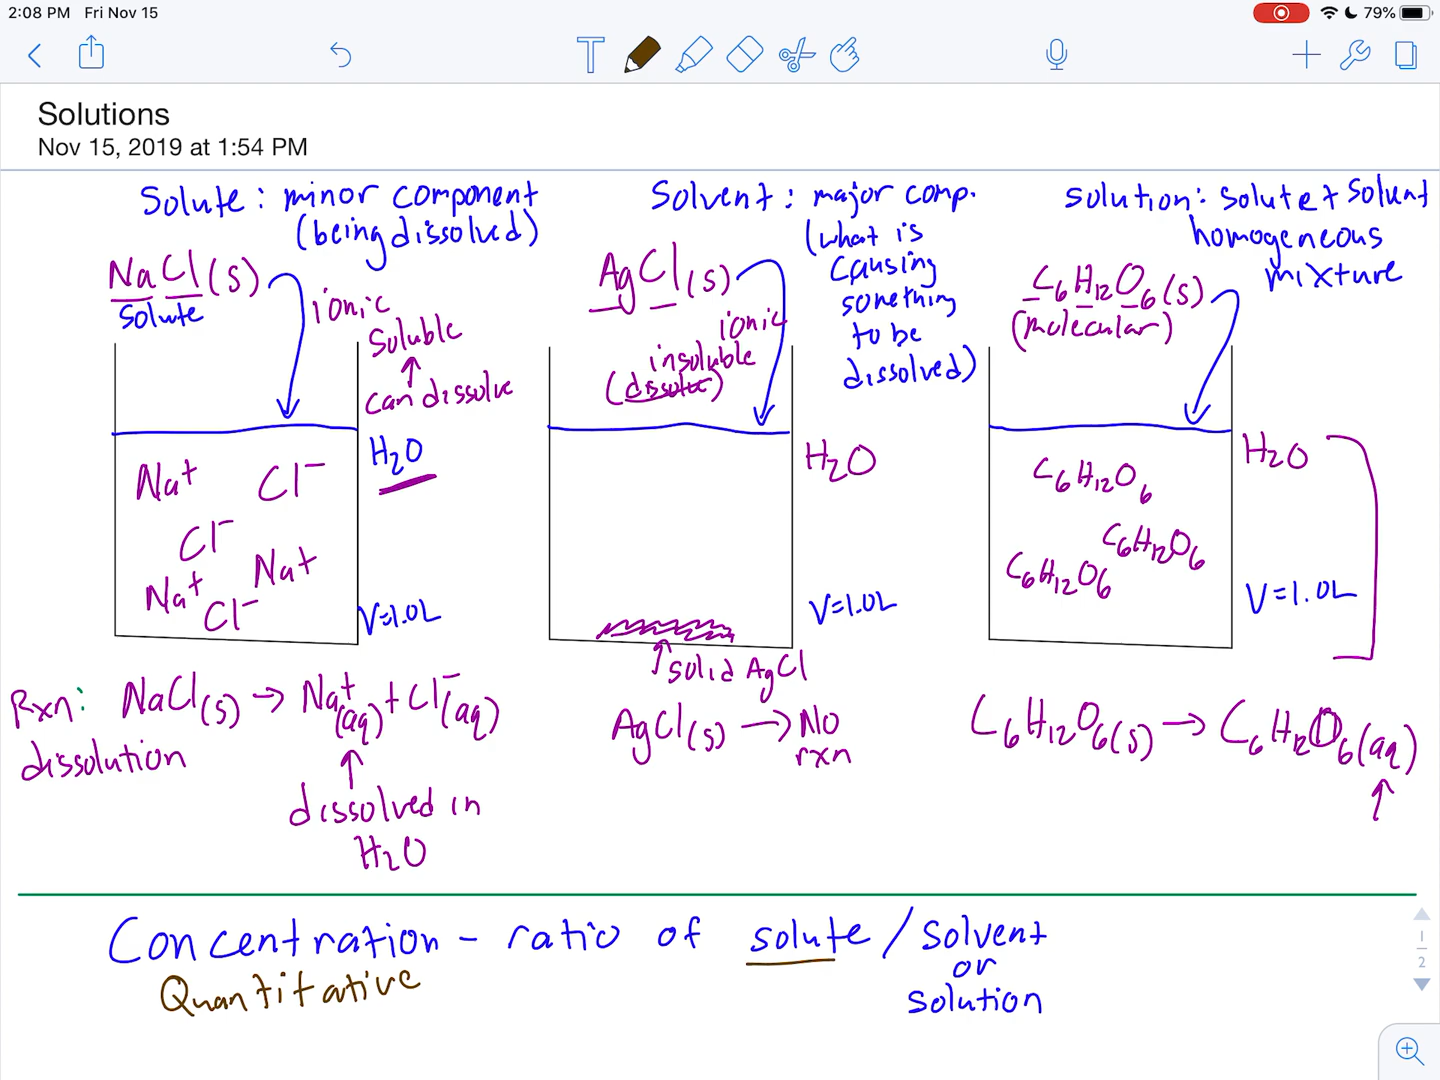 2:08 PM Fri Nov 15
79%
Solutions
Nov 15, 2019 at 1:54 PM
Solute: minor component
(being dissolved)
Solvent: major comp.
(what is
causing
something
to be
dissolved)
Solution: Solute + Solvent
homogeneous
mixture
NaCl(s)
Solute
ionic
Soluble
↑
can dissolve
H2O
Na+ Cl-
Cl-
Na+
Na+
Cl-
V=1.0L
AgCl(s)
ionic
insoluble
H2O
V=1.0L
↑ solid AgCl
C6H12O6(s)
(molecular)
H2O
C6H12O6
C6H12O6
C6H12O6
V=1.0L
Rxn: NaCl(s) → Na+(aq) + Cl-(aq)
dissolution
↑
dissolved in
H2O
AgCl(s) → No
rxn
C6H12O6(s) → C6H12O6(aq)
↑
Concentration - ratio of solute / Solvent
or
Solution
Quantitative
1
2